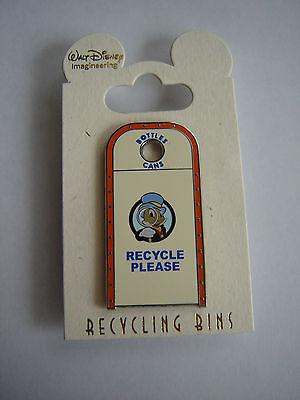 WALT DISNEY
Imagineering
BOTTLES
CANS
RECYCLE
PLEASE
RECYCLING BINS